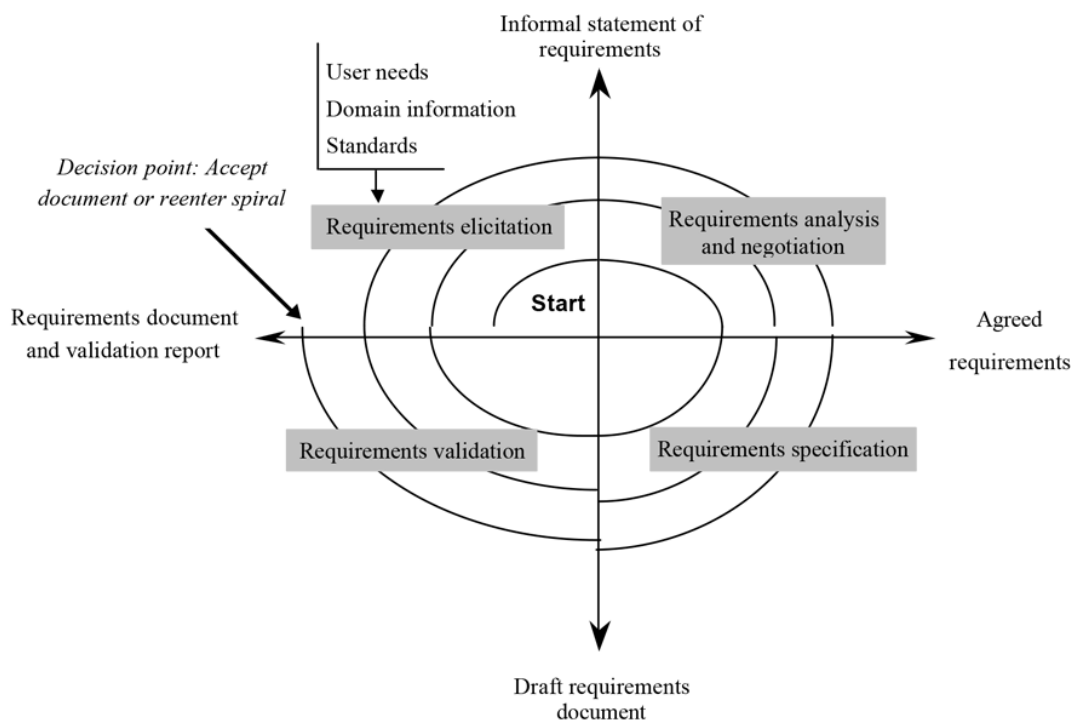 Informal statement of
requirements
User needs
Domain information
Standards
Decision point: Accept
document or reenter spiral
Requirements elicitation
Requirements analysis
and negotiation
Start
Requirements document
and validation report
Agreed
requirements
Requirements validation
Requirements specification
Draft requirements
document